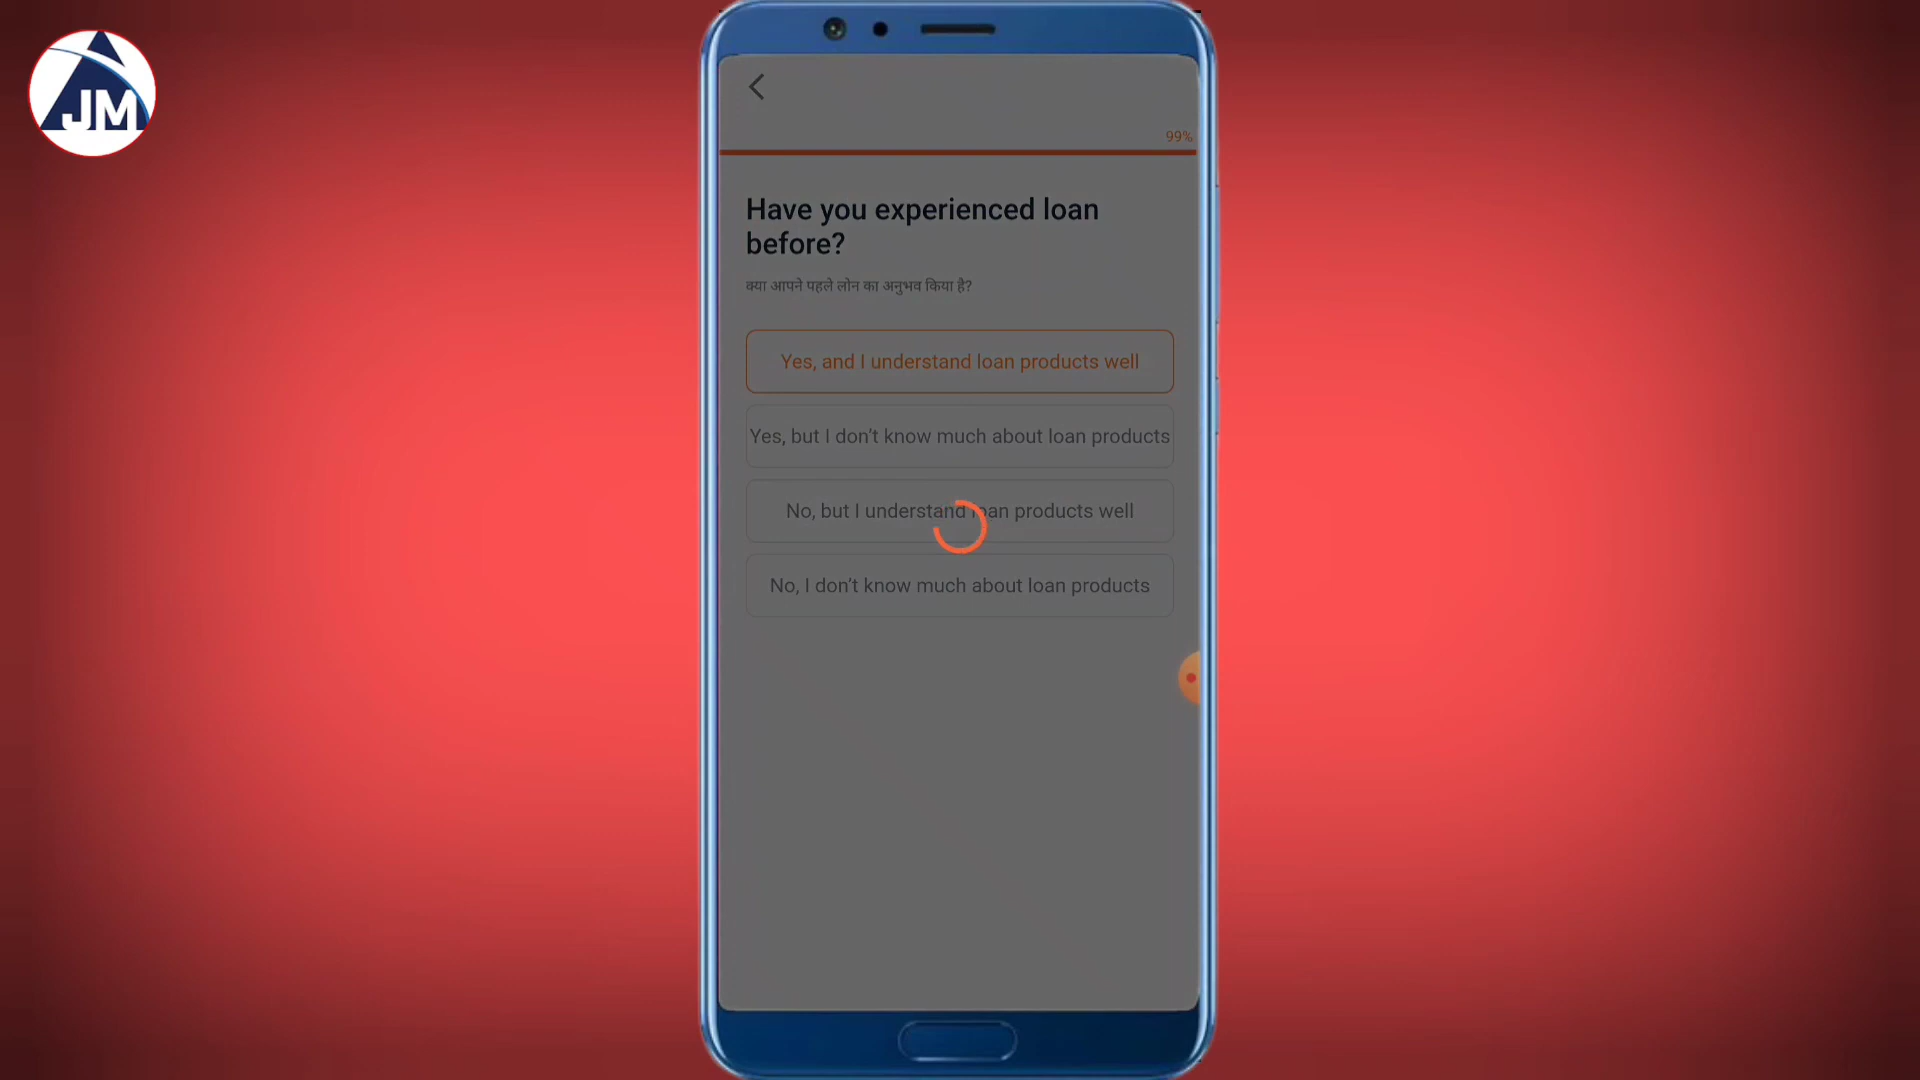 JM
99%
Have you experienced loan
before?
क्या आपने पहले लोन का अनुभव किया है?
Yes, and I understand loan products well
Yes, but I don’t know much about loan products
No, but I understand loan products well
No, I don’t know much about loan products